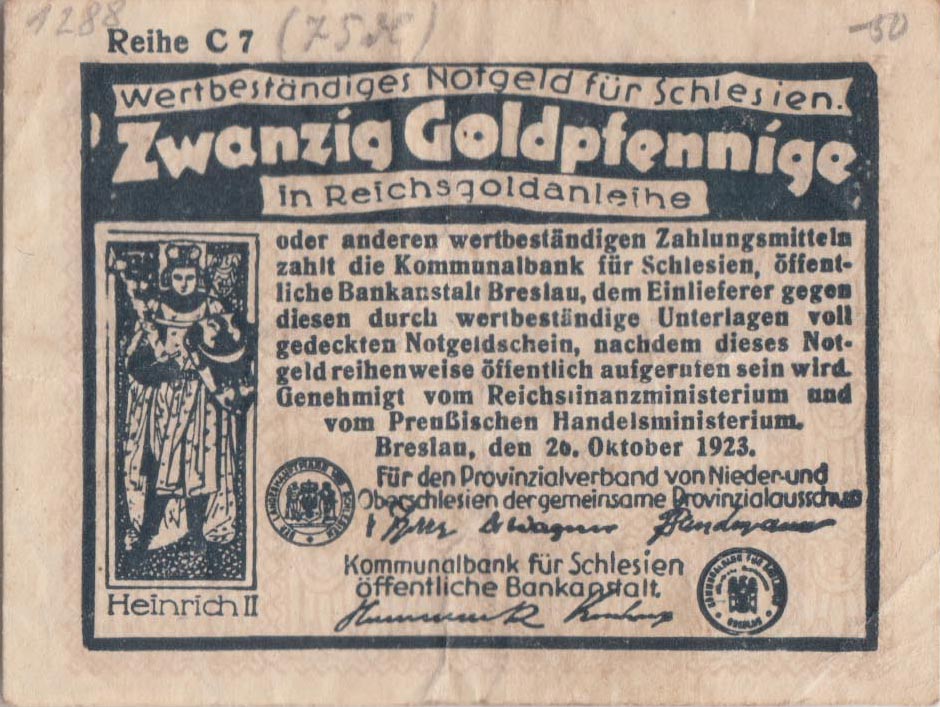 1288
Reihe C 7
(75 H)
-50
Wertbeständiges Notgeld für Schlesien.
Zwanzig Goldpfennige
in Reichsgoldanleihe
oder anderen wertbeständigen Zahlungsmitteln
zahlt die Kommunalbank für Schlesien, öffent-
liche Bankanstalt Breslau, dem Einlieferer gegen
diesen durch wertbeständige Unterlagen voll
gedeckten Notgeldschein, nachdem dieses Not-
geld reihenweise öffentlich aufgerufen sein wird.
Genehmigt vom Reichsfinanzministerium und
vom Preußischen Handelsministerium.
Breslau, den 26. Oktober 1923.
Für den Provinzialverband von Nieder-und
Oberschlesien der gemeinsame Provinzialausschuss
Wagner
Kommunalbank für Schlesien
öffentliche Bankanstalt.
Heinrich II